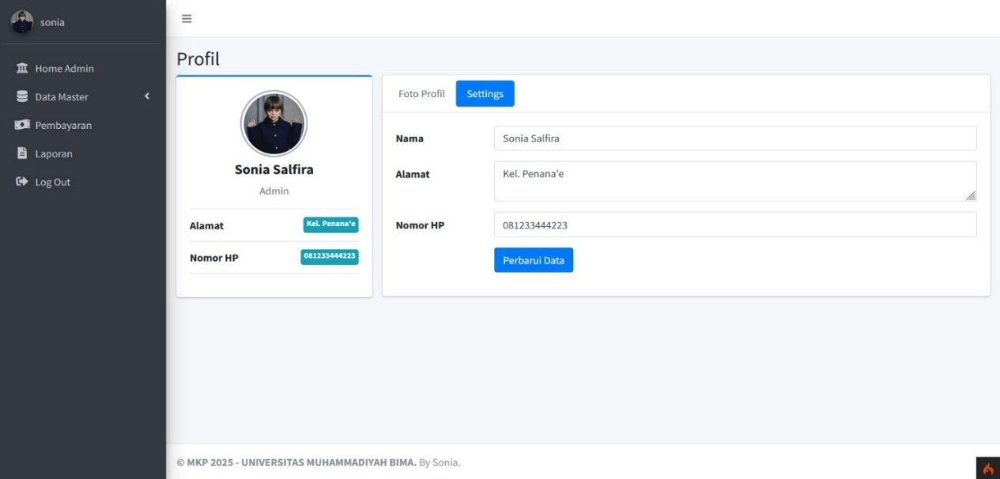 sonia
Home Admin
Data Master
Pembayaran
Laporan
Log Out
Profil
Sonia Salfira
Admin
Alamat Kel. Penana'e
Nomor HP 081233444223
Foto Profil Settings
Nama Sonia Salfira
Alamat Kel. Penana'e
Nomor HP 081233444223
Perbarui Data
© MKP 2025 - UNIVERSITAS MUHAMMADIYAH BIMA. By Sonia.